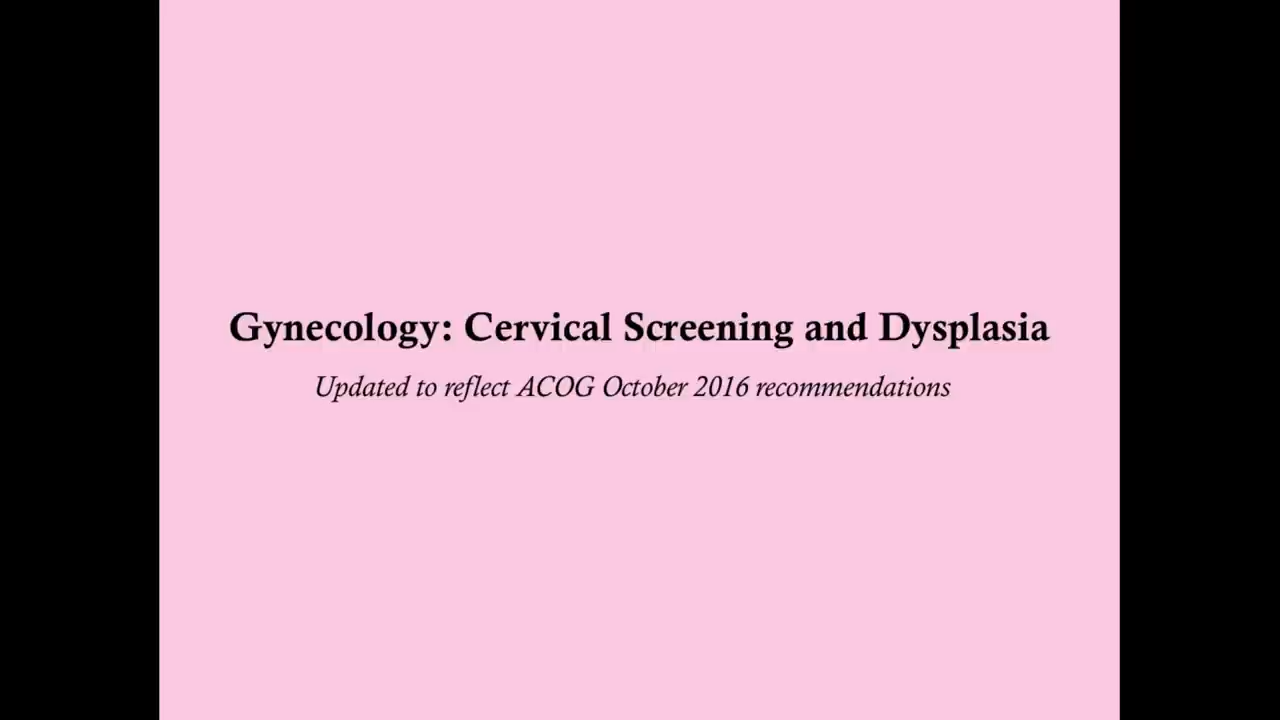 Gynecology: Cervical Screening and Dysplasia
Updated to reflect ACOG October 2016 recommendations